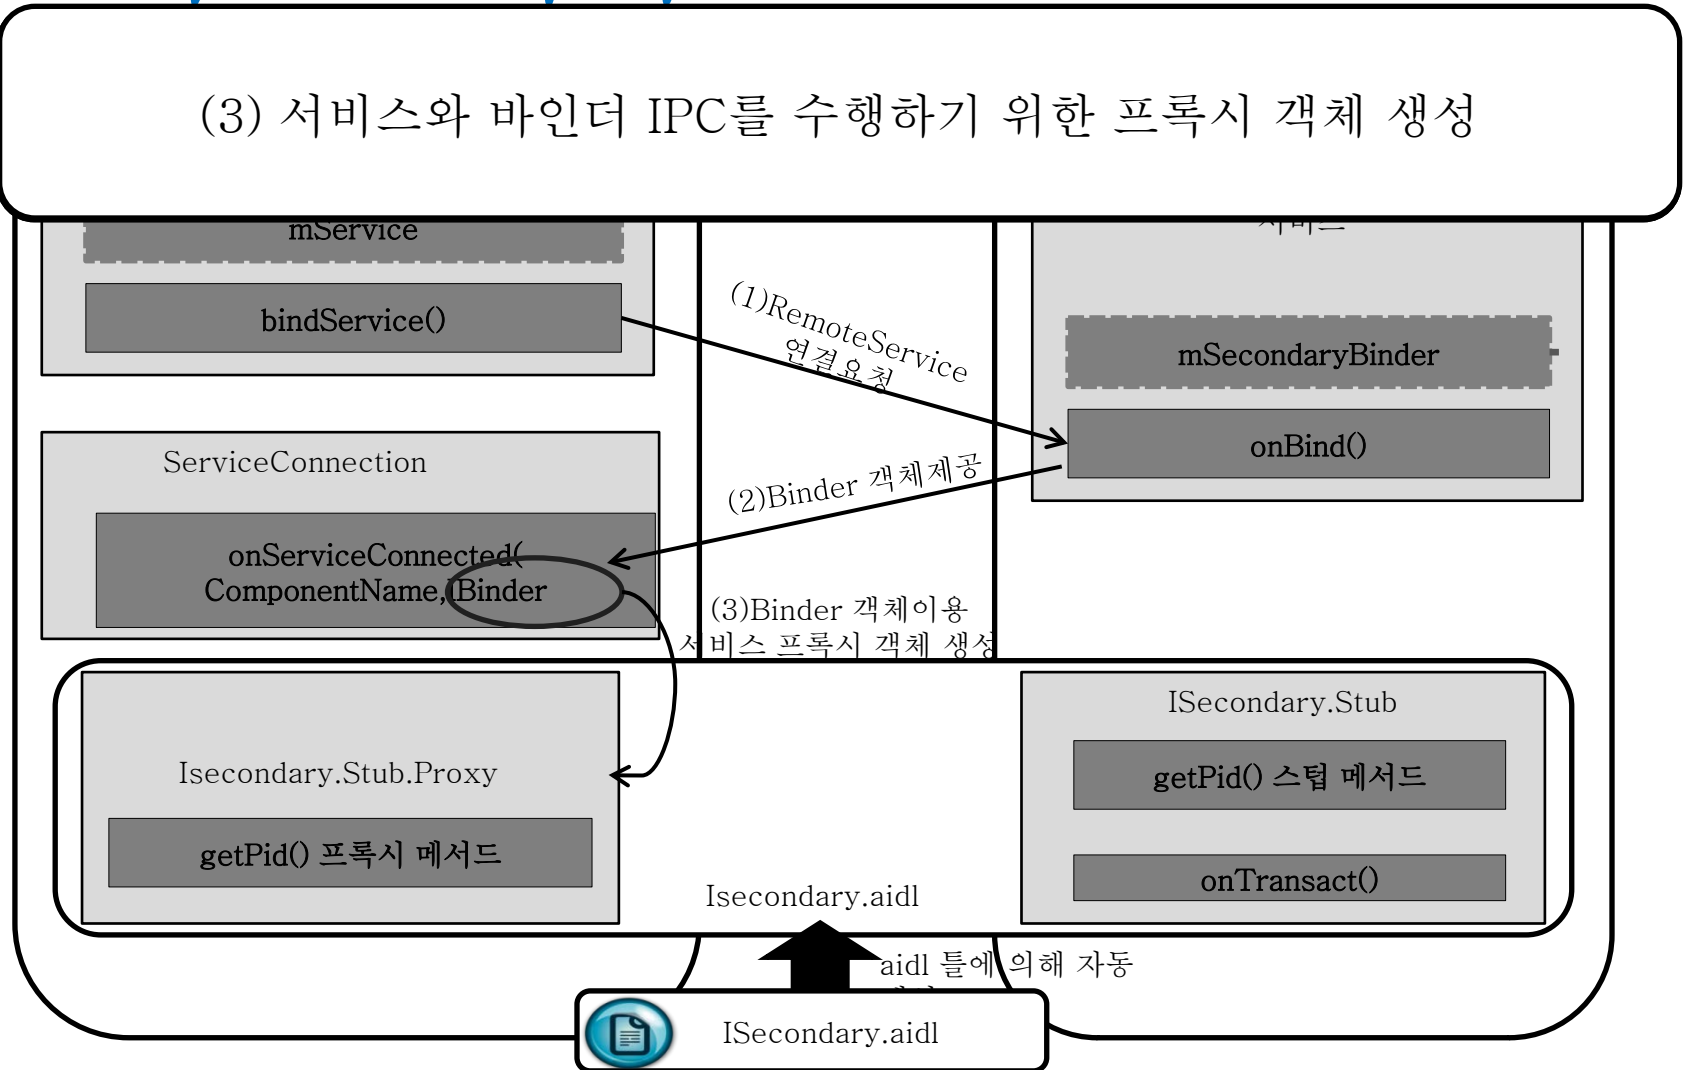 (3) 서비스와 바인더 IPC를 수행하기 위한 프록시 객체 생성
mService
서비스
bindService()
(1)RemoteService
연결요청
mSecondaryBinder
onBind()
ServiceConnection
(2)Binder 객체제공
onServiceConnected(
ComponentName,IBinder
(3)Binder 객체이용
서비스 프록시 객체 생성
Isecondary.Stub.Proxy
getPid() 프록시 메서드
ISecondary.Stub
getPid() 스텁 메서드
onTransact()
Isecondary.aidl
aidl 틀에 의해 자동
ISecondary.aidl